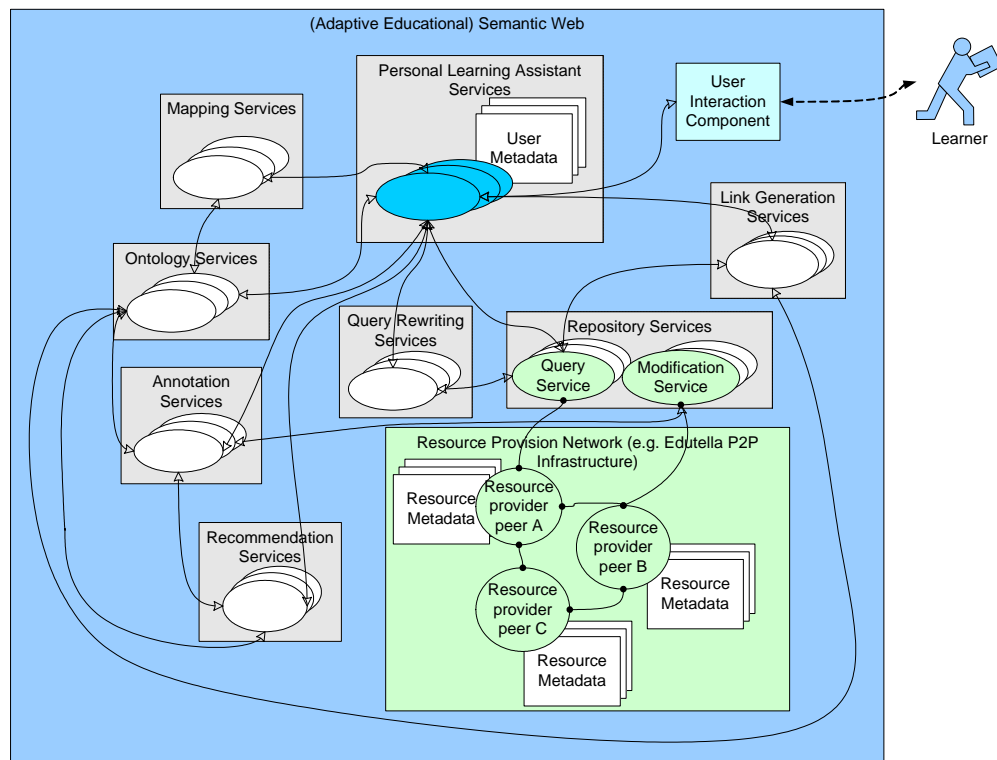 (Adaptive Educational) Semantic Web
Personal Learning Assistant
Services
User
Metadata
User
Interaction
Component
Learner
Mapping Services
Link Generation
Services
Ontology Services
Query Rewriting
Services
Repository Services
Query
Service
Modification
Service
Annotation
Services
Resource Provision Network (e.g. Edutella P2P
Infrastructure)
Resource
Metadata
Resource
provider
peer A
Resource
provider
peer B
Resource
Metadata
Resource
provider
peer C
Resource
Metadata
Recommendation
Services